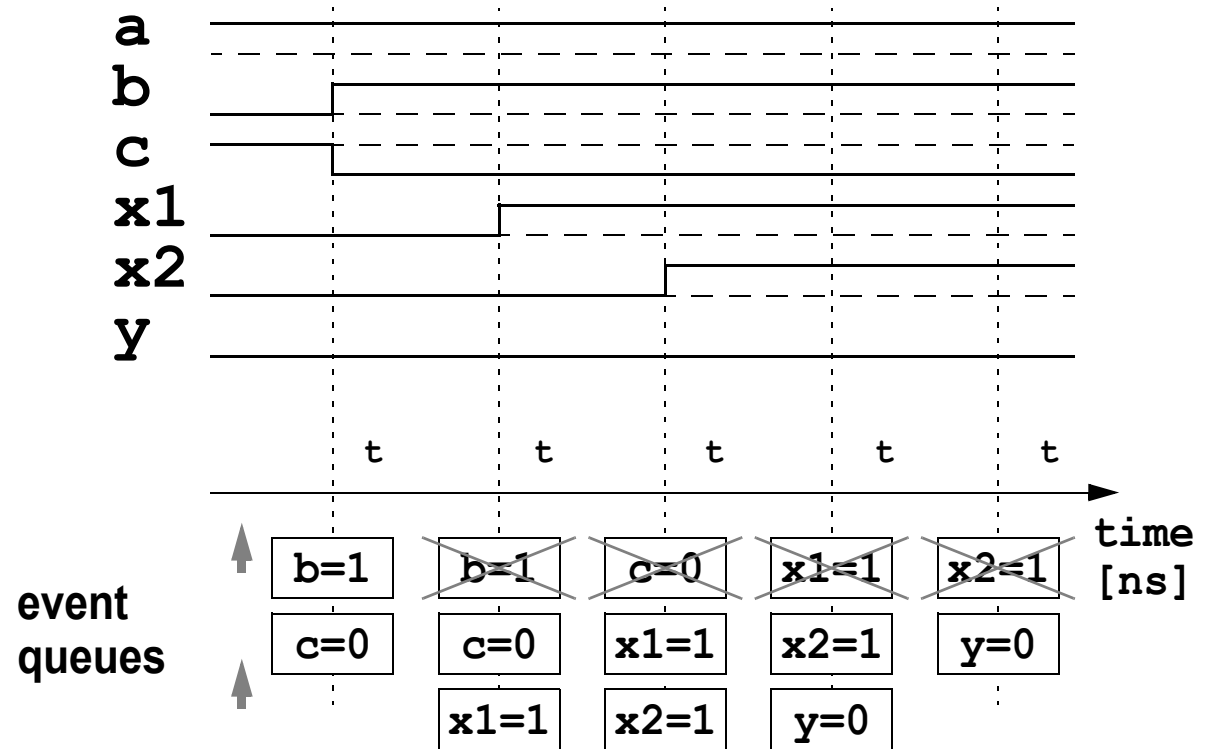 a
b
c
x1
x2
y
t t t t t
time
[ns]
event
queues
b=1 b=1 c=0 x1=1 x2=1
c=0 c=0 x1=1 x2=1 y=0
x1=1 x2=1 y=0